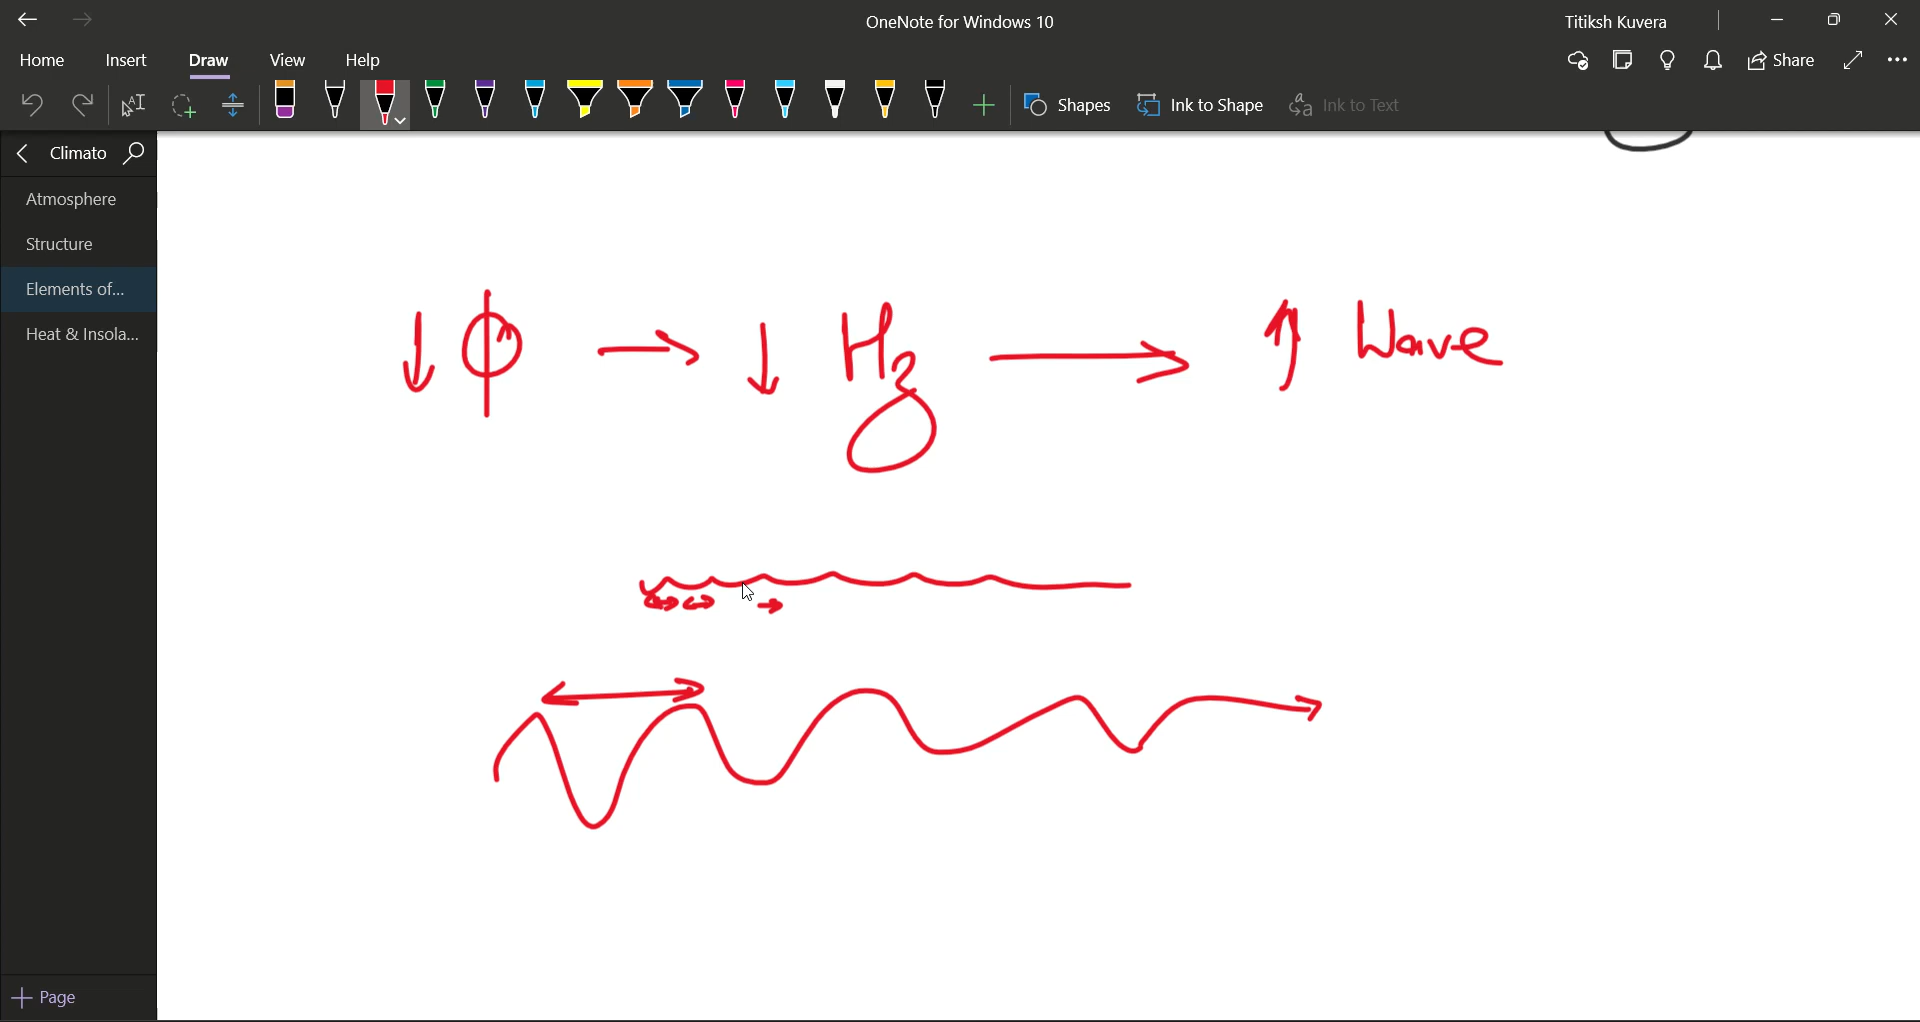 OneNote for Windows 10
Titiksh Kuvera
Home Insert Draw View Help
Share
Shapes Ink to Shape Ink to Text
Climato
Atmosphere
Structure
Elements of...
Heat & Insola...
↓ ϕ → ↓ Hz → ↑ Wave
Page